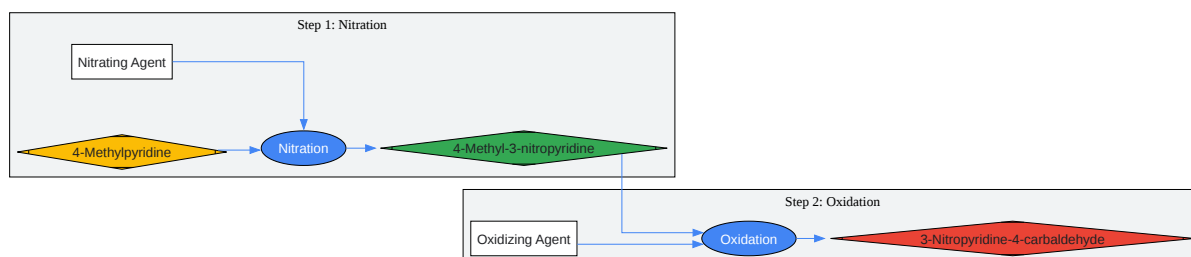 Step 1: Nitration
Nitrating Agent
4-Methylpyridine
Nitration
4-Methyl-3-nitropyridine
Step 2: Oxidation
Oxidizing Agent
Oxidation
3-Nitropyridine-4-carbaldehyde